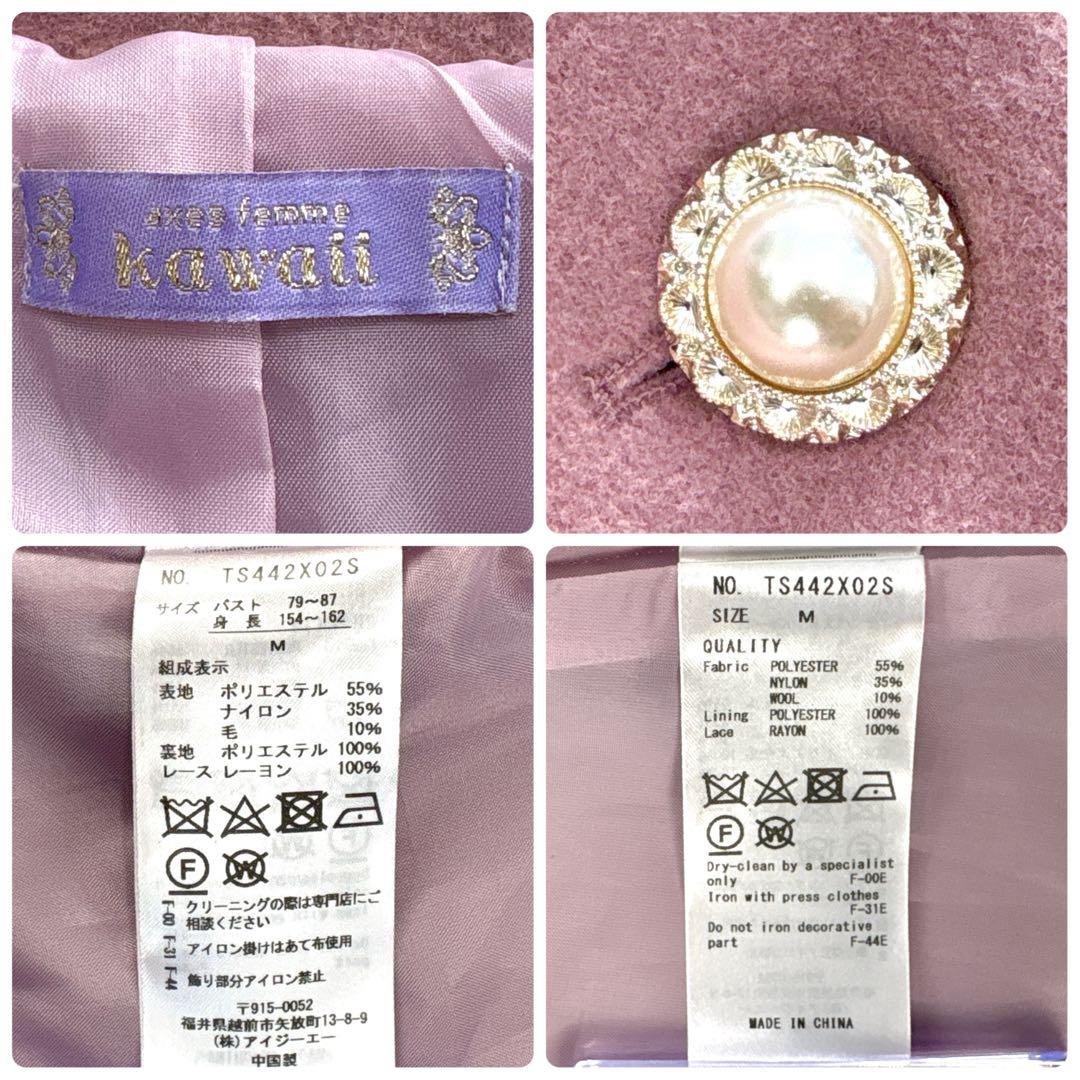 axes femme
kawaii
NO. TS442X02S
サイズ バスト 79～87
身 長 154～162
M
組成表示
表地 ポリエステル 55%
ナイロン 35%
毛 10%
裏地 ポリエステル 100%
レース レーヨン 100%
F
W
F-00 クリーニングの際は専門店にご
相談ください
F-31 アイロン掛けはあて布使用
F-44 飾り部分アイロン禁止
〒915-0052
福井県越前市矢放町13-8-9
(株)アイジーエー
中国製
NO. TS442X02S
SIZE M
QUALITY
Fabric POLYESTER 55%
NYLON 35%
WOOL 10%
Lining POLYESTER 100%
Lace RAYON 100%
F
W
Dry-clean by a specialist
only F-00E
Iron with press clothes
F-31E
Do not iron decorative
part F-44E
MADE IN CHINA